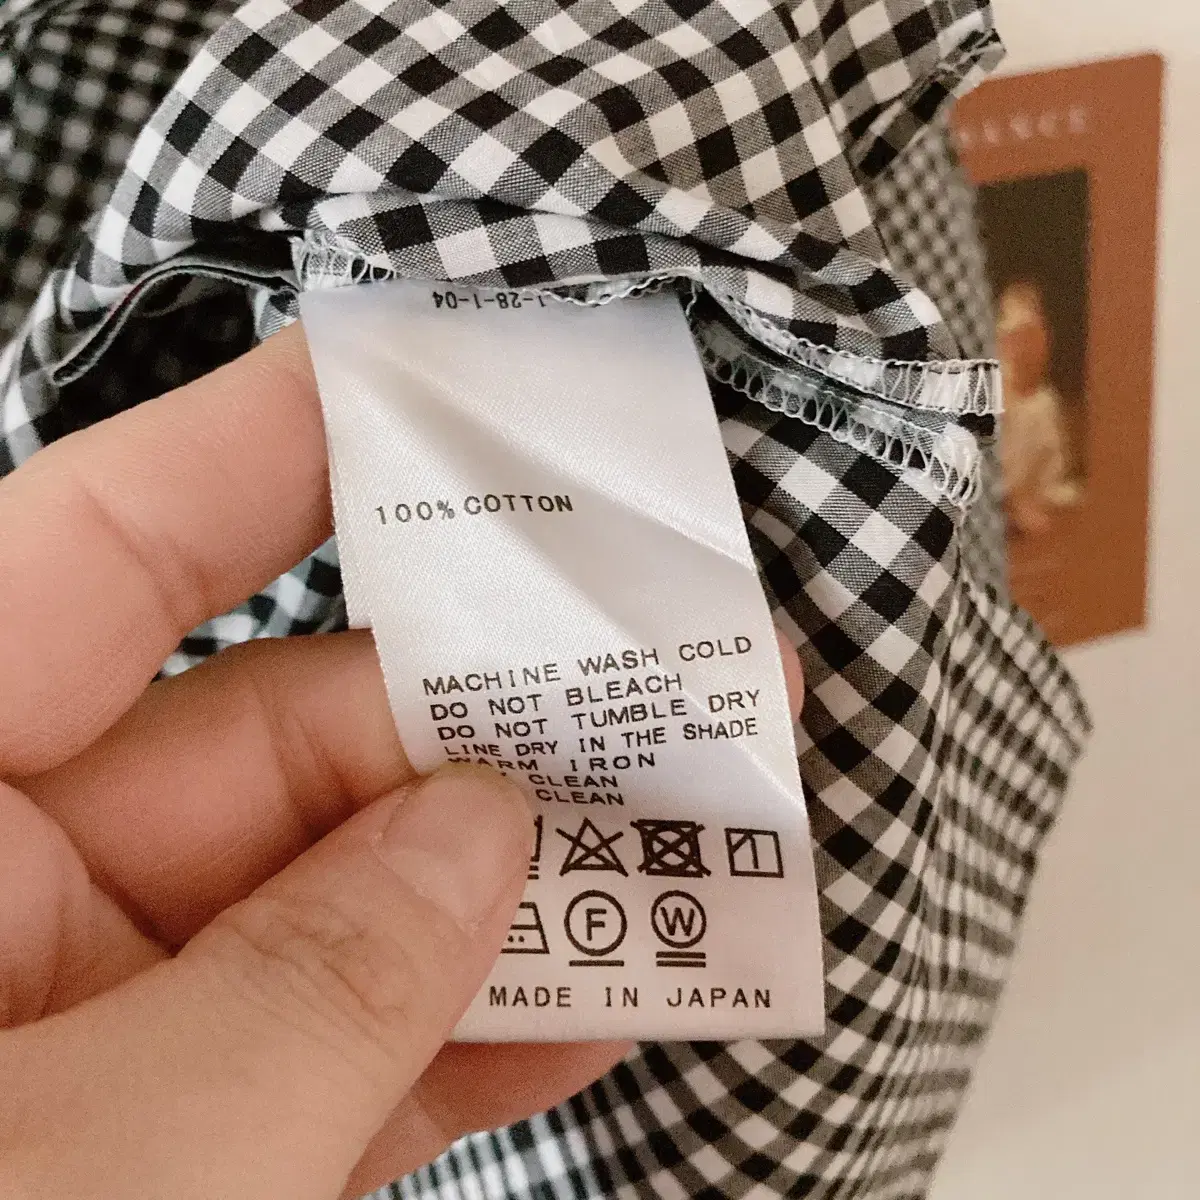 1-28-1-04
100% COTTON
MACHINE WASH COLD
DO NOT BLEACH
DO NOT TUMBLE DRY
LINE DRY IN THE SHADE
WARM IRON
CLEAN
CLEAN
F
W
MADE IN JAPAN